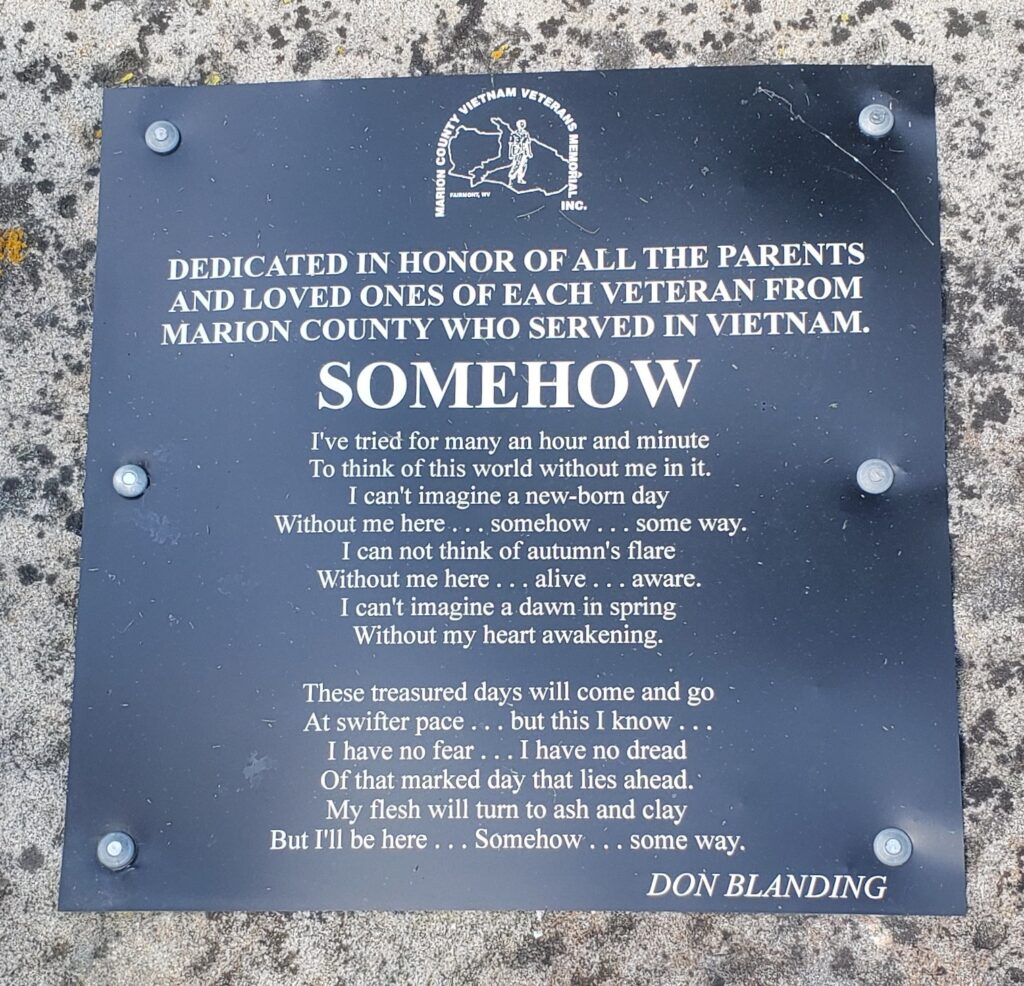 MARION COUNTY VIETNAM VETERANS MEMORIAL INC.
FAIRMONT, WV
DEDICATED IN HONOR OF ALL THE PARENTS
AND LOVED ONES OF EACH VETERAN FROM
MARION COUNTY WHO SERVED IN VIETNAM.
SOMEHOW
I've tried for many an hour and minute
To think of this world without me in it.
I can't imagine a new-born day
Without me here . . . somehow . . . some way.
I can not think of autumn's flare
Without me here . . . alive . . . aware.
I can't imagine a dawn in spring
Without my heart awakening.
These treasured days will come and go
At swifter pace . . . but this I know . . .
I have no fear . . . I have no dread
Of that marked day that lies ahead.
My flesh will turn to ash and clay
But I'll be here . . . Somehow . . . some way.
DON BLANDING